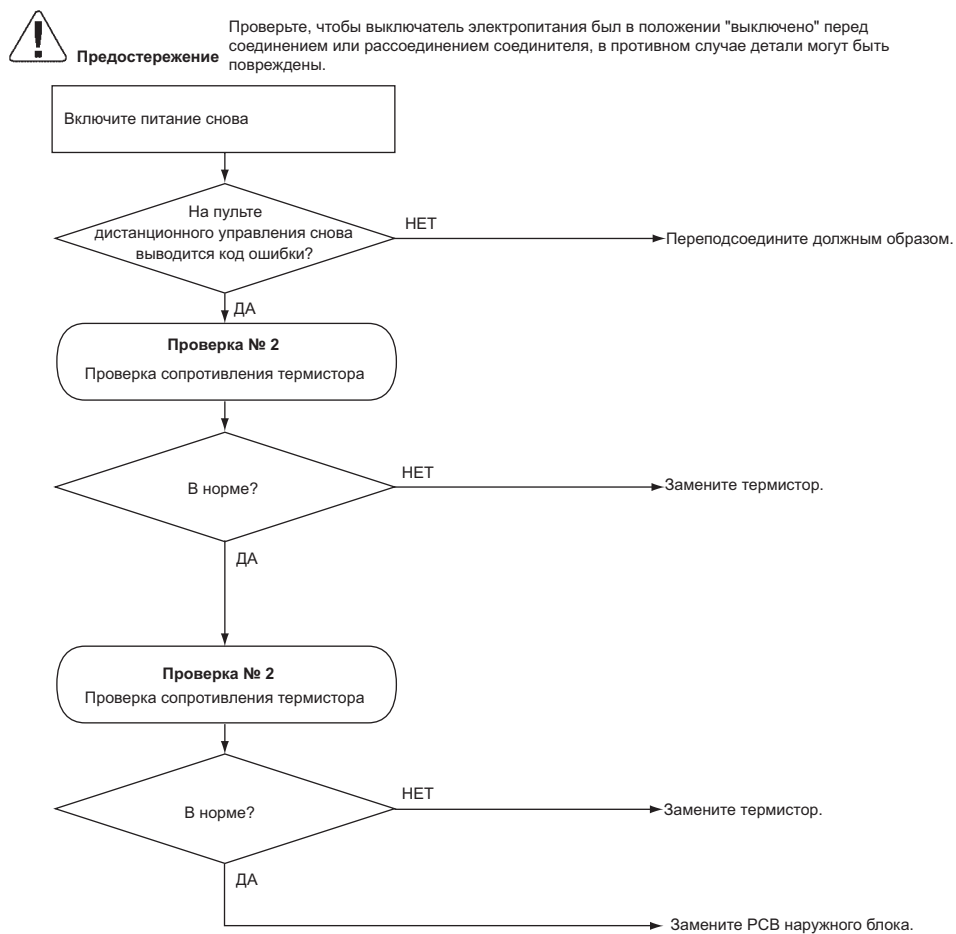 Предостережение
Проверьте, чтобы выключатель электропитания был в положении "выключено" перед
соединением или рассоединением соединителя, в противном случае детали могут быть
повреждены.
Включите питание снова
На пульте
дистанционного управления снова
выводится код ошибки?
НЕТ
Переподсоедините должным образом.
ДА
Проверка № 2
Проверка сопротивления термистора
В норме?
НЕТ
Замените термистор.
ДА
Проверка № 2
Проверка сопротивления термистора
В норме?
НЕТ
Замените термистор.
ДА
Замените PCB наружного блока.